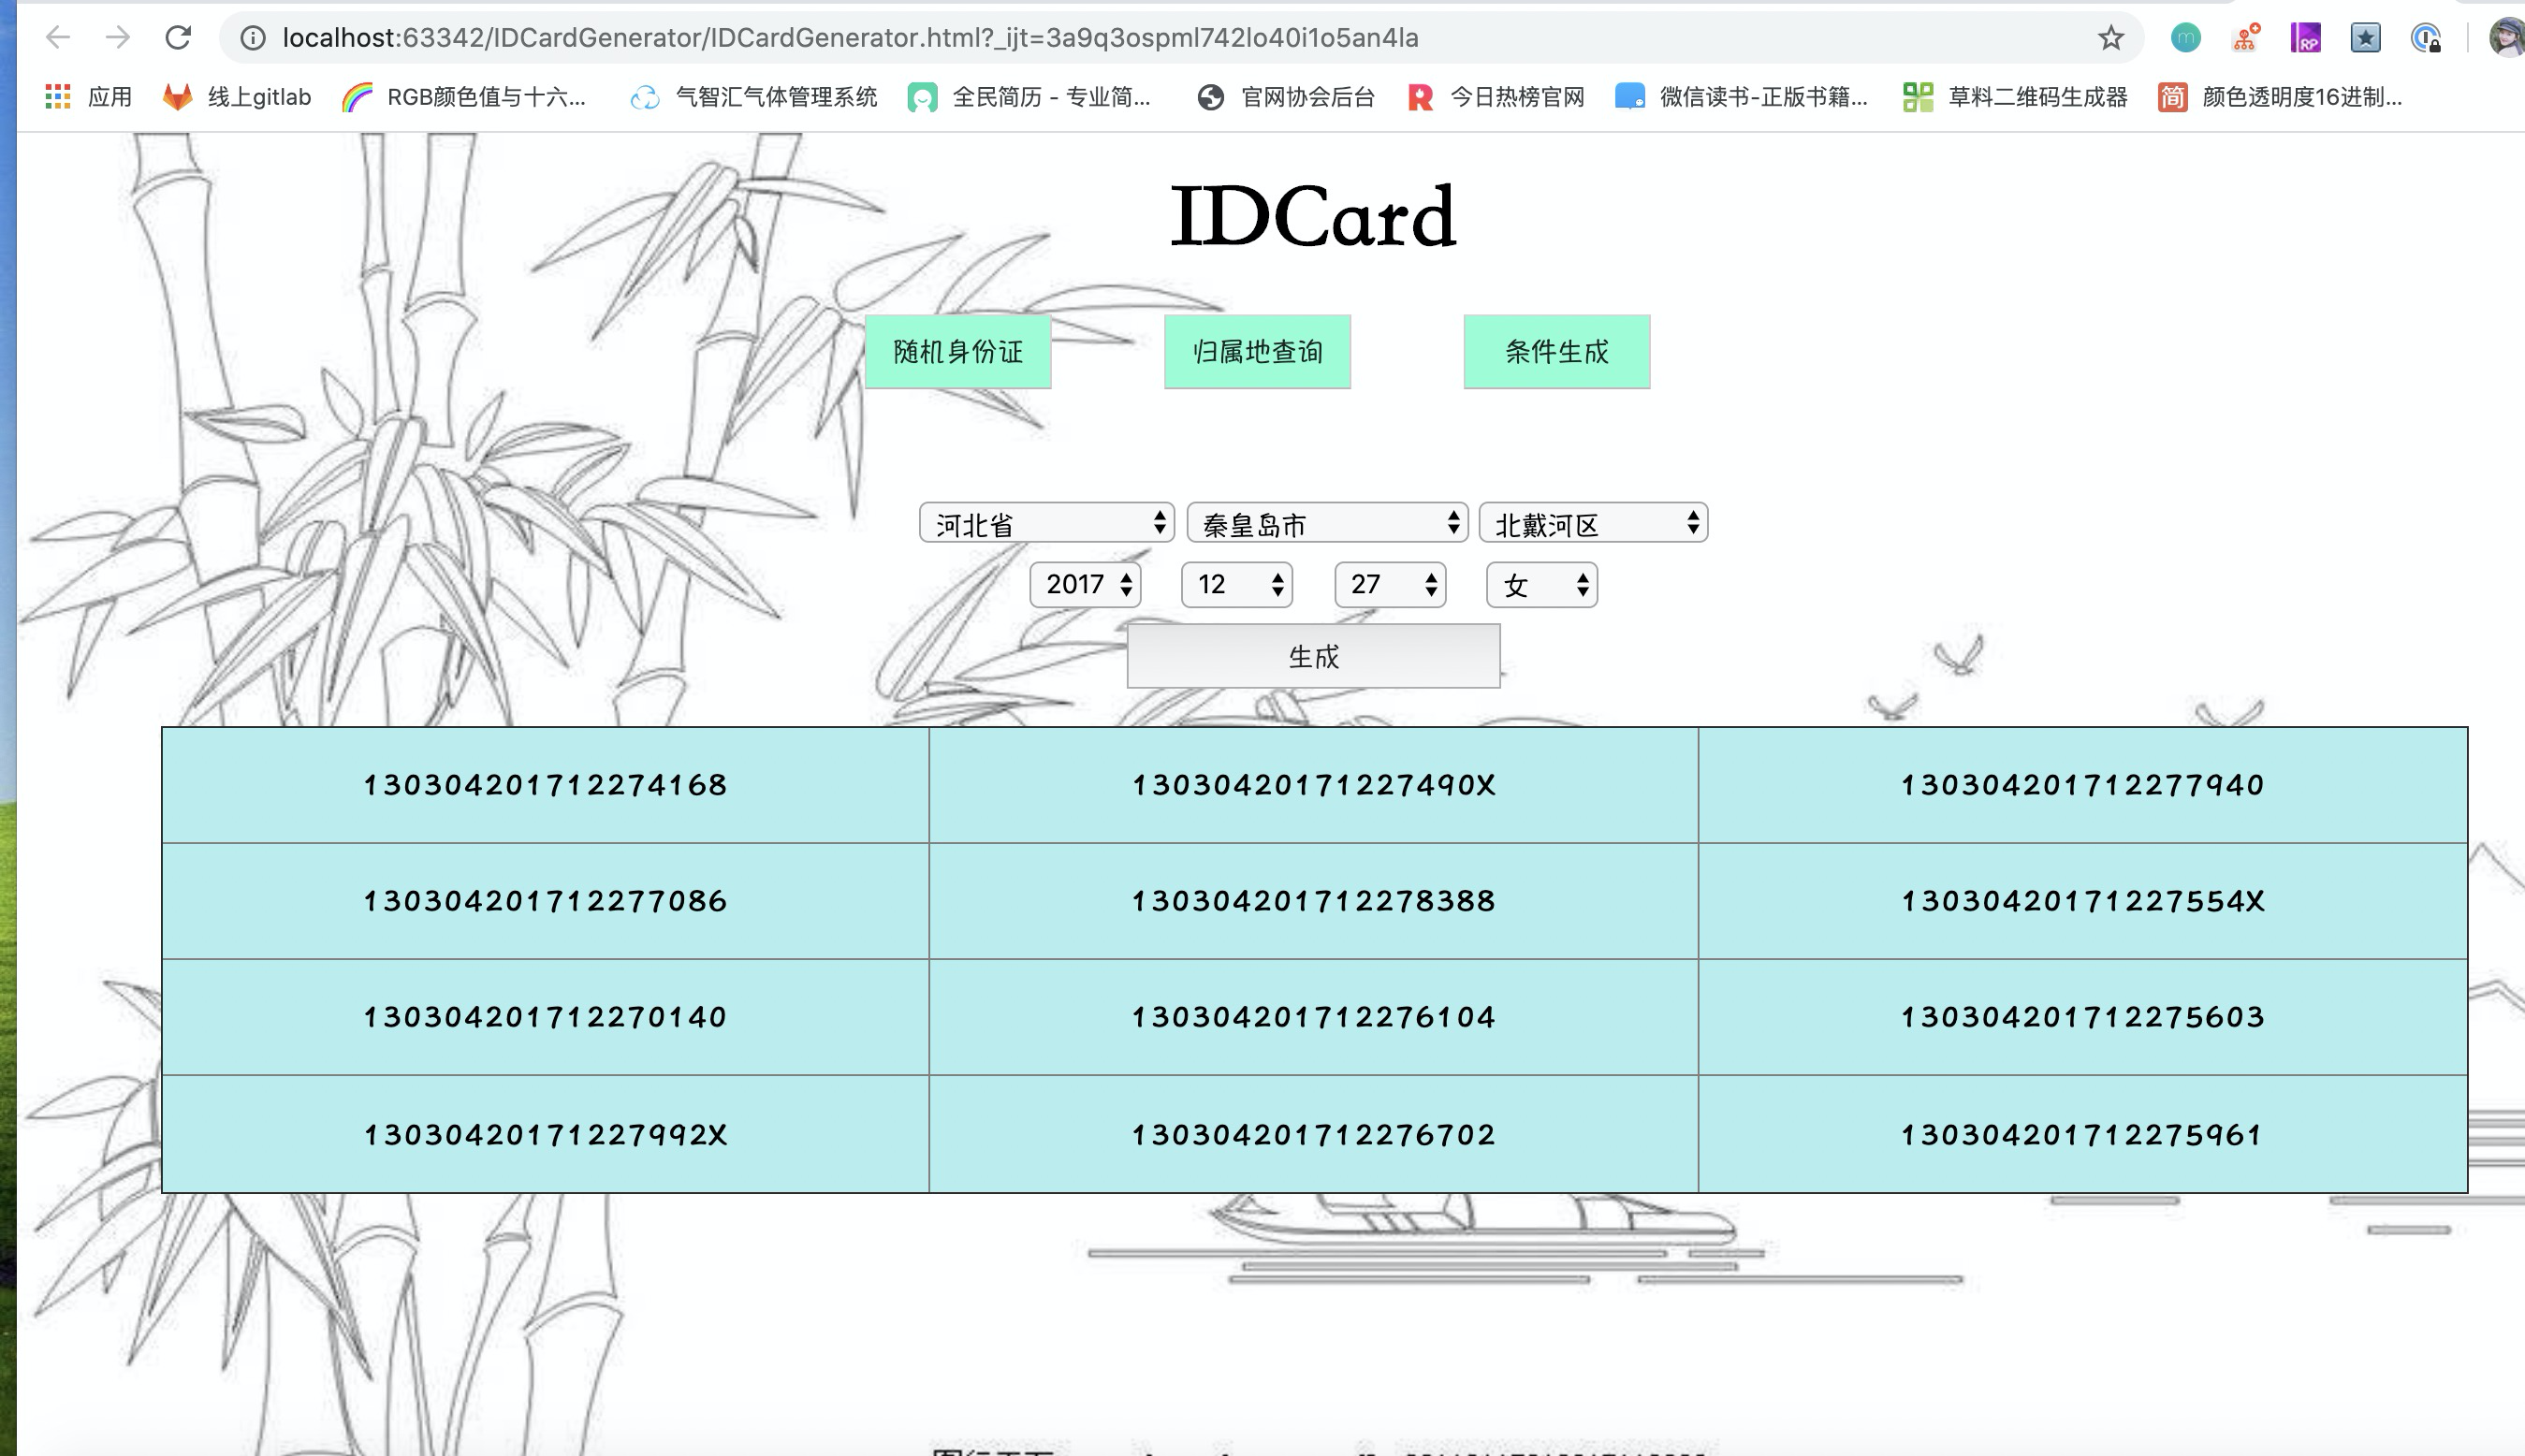 localhost:63342/IDCardGenerator/IDCardGenerator.html?_ijt=3a9q3ospml742lo40i1o5an4la
应用 线上gitlab RGB颜色值与十六... 气智汇气体管理系统 全民简历 - 专业简... 官网协会后台 今日热榜官网 微信读书-正版书籍... 草料二维码生成器 简 颜色透明度16进制...
IDCard
随机身份证 归属地查询 条件生成
河北省 秦皇岛市 北戴河区
2017 12 27 女
生成
130304201712274168 13030420171227490X 130304201712277940
130304201712277086 130304201712278388 13030420171227554X
130304201712270140 130304201712276104 130304201712275603
13030420171227992X 130304201712276702 130304201712275961